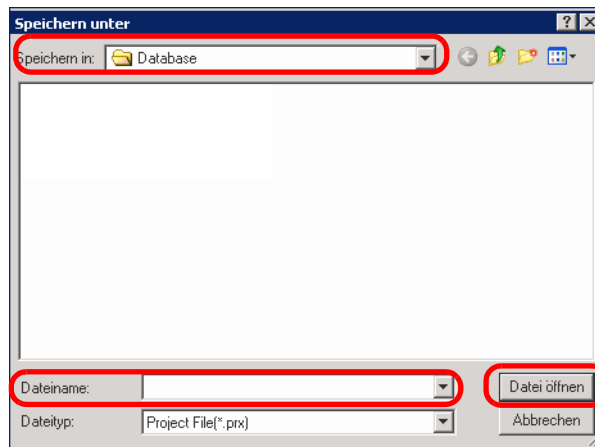 Speichern unter
Speichern in: Database
Dateiname: Datei öffnen
Dateityp: Project File(*.prx) Abbrechen